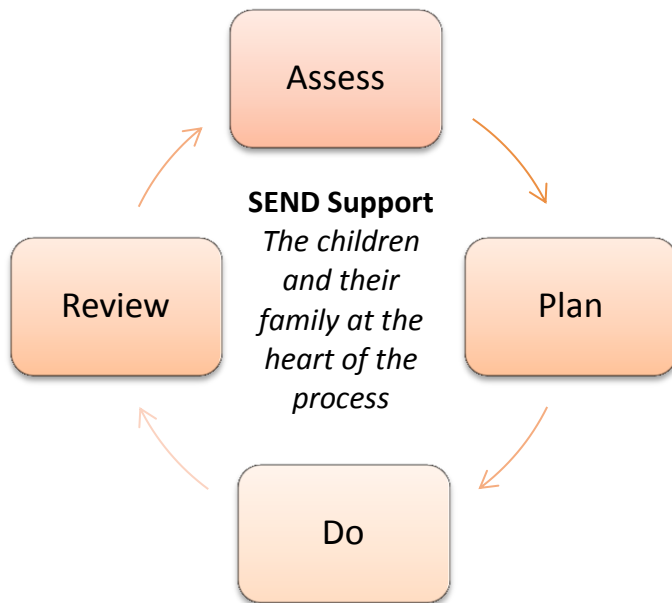 Assess
SEND Support
The children
and their
family at the
heart of the
process
Review
Plan
Do